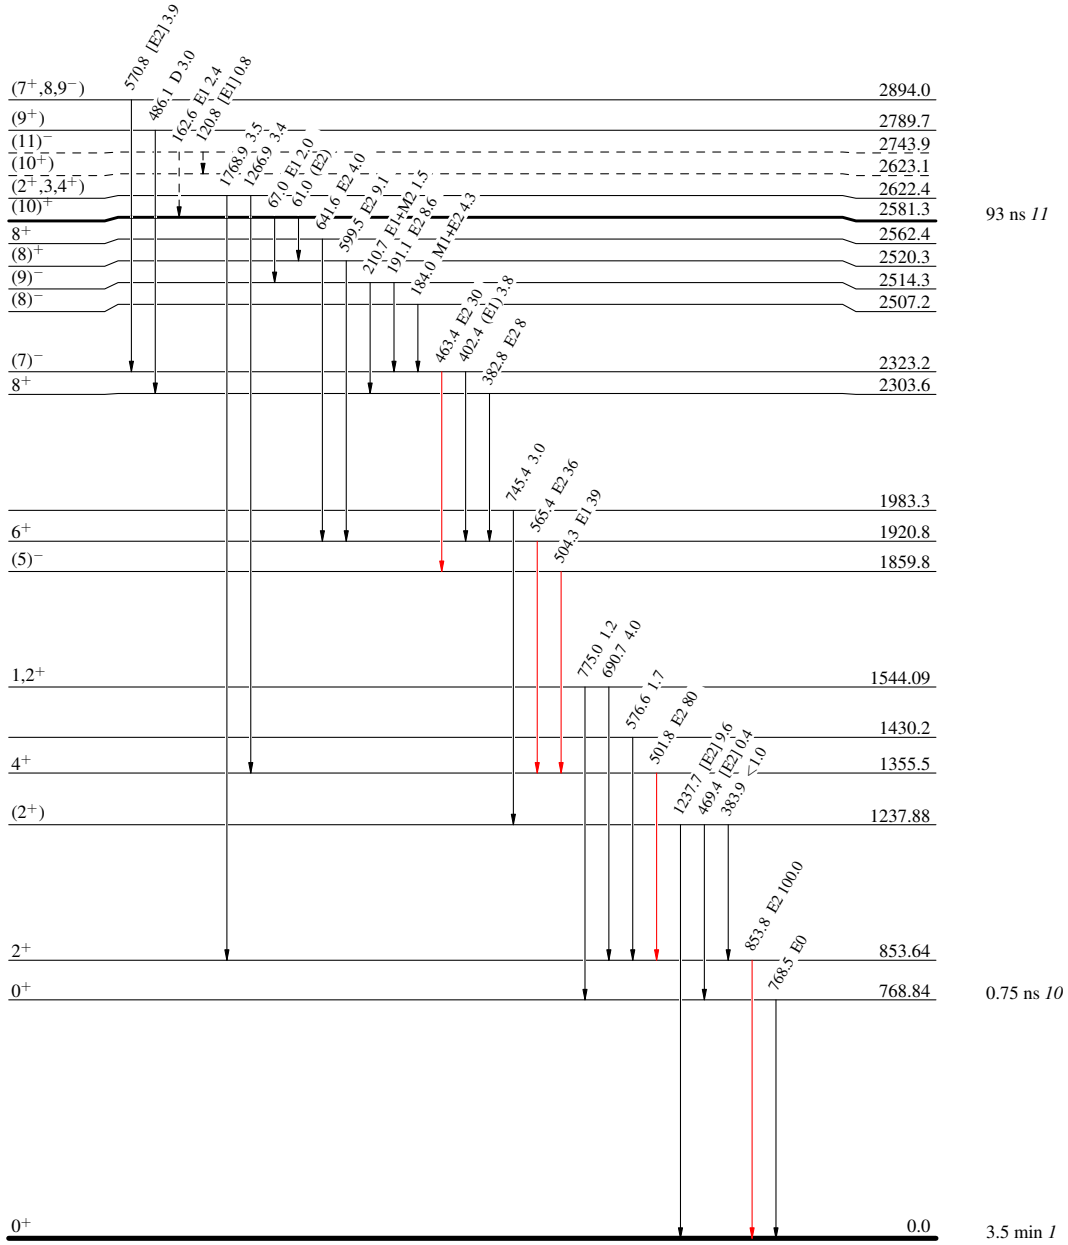 570.8 [E2] 3.9
486.1 D 3.0
162.6 E1 2.4
120.8 [E1] 0.8
1768.9 3.5
1266.9 3.4
67.0 E1 2.0
61.0 (E2)
641.6 E2 4.0
599.5 E2 9.1
210.7 E1+M2 1.5
191.1 E2 8.6
184.0 M1+E2 4.3
463.4 E2 30
402.4 (E1) 3.8
382.8 E2 8
745.4 3.0
565.4 E2 36
504.3 E1 39
775.0 1.2
690.7 4.0
576.6 1.7
501.8 E2 80
1237.7 [E2] 9.6
469.4 [E2] 0.4
383.9 <1.0
853.8 E2 100.0
768.5 E0
(7⁺,8,9⁻) 2894.0
(9⁺) 2789.7
(11)⁻ 2743.9
(10⁺) 2623.1
(2⁺,3,4⁺) 2622.4
(10)⁺ 2581.3 93 ns 11
8⁺ 2562.4
(8)⁺ 2520.3
(9)⁻ 2514.3
(8)⁻ 2507.2
(7)⁻ 2323.2
8⁺ 2303.6
1983.3
6⁺ 1920.8
(5)⁻ 1859.8
1,2⁺ 1544.09
1430.2
4⁺ 1355.5
(2⁺) 1237.88
2⁺ 853.64
0⁺ 768.84 0.75 ns 10
0⁺ 0.0 3.5 min 1